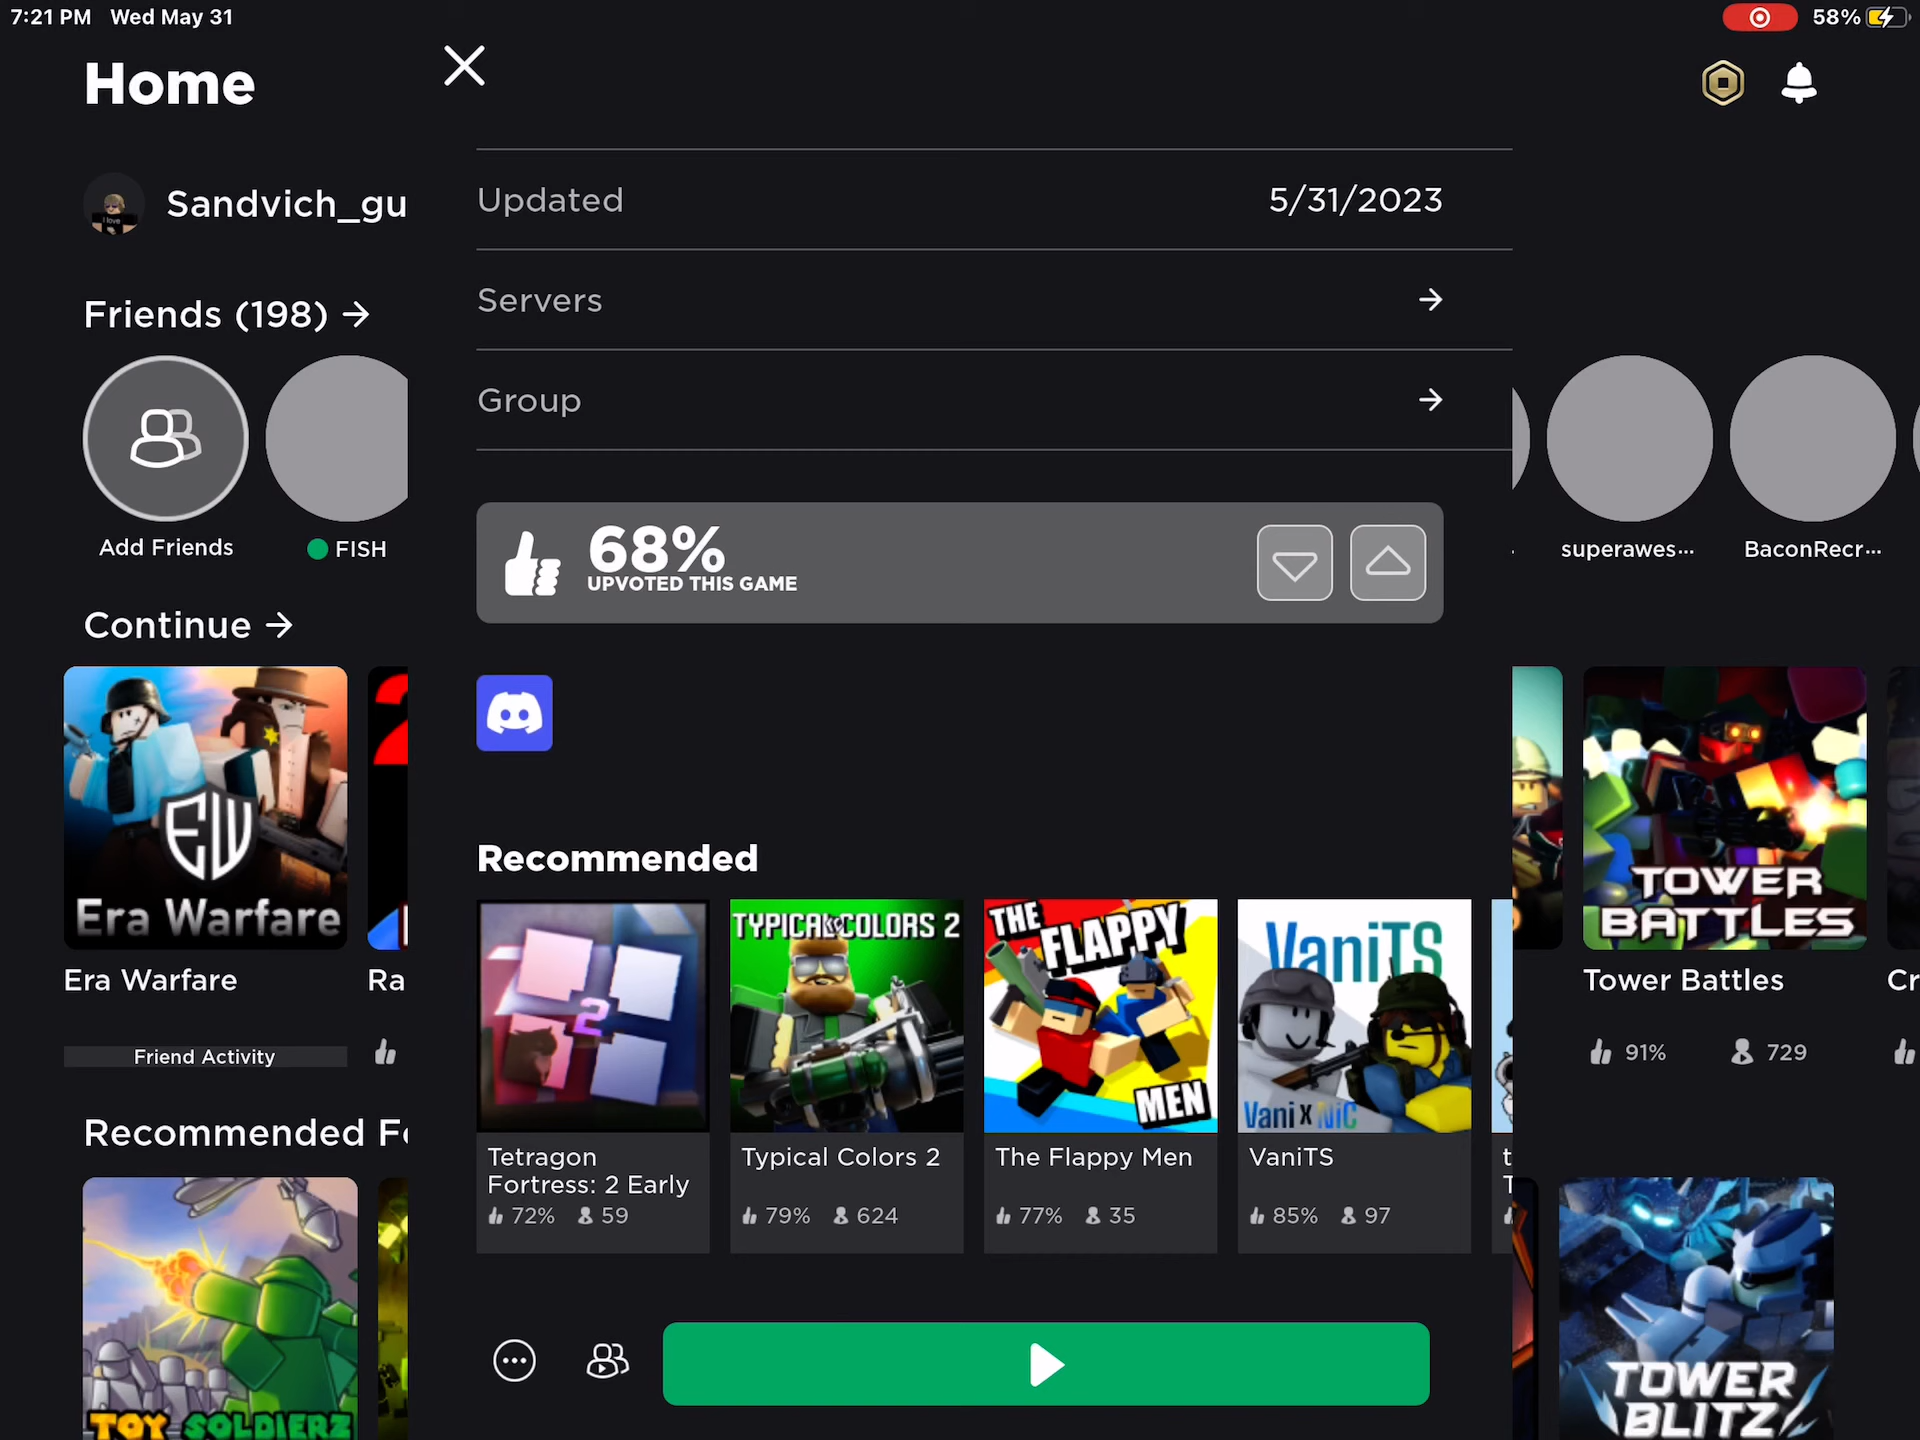 7:21 PM Wed May 31
58%
Home
Sandvich_gu
Friends (198)
Add Friends
FISH
superawes...
BaconRecr...
Continue
EW
Era Warfare
Era Warfare
Friend Activity
Ra
Recommended
Updated
5/31/2023
Servers
Group
68%
UPVOTED THIS GAME
Recommended
2
Tetragon
Fortress: 2 Early
72% 59
TYPICAL COLORS 2
Typical Colors 2
79% 624
THE FLAPPY
MEN
The Flappy Men
77% 35
VaniTS
Vani x NiC
VaniTS
85% 97
TOWER
BATTLES
Tower Battles
91% 729
Cr
TOY SOLDIERZ
TOWER
BLITZ